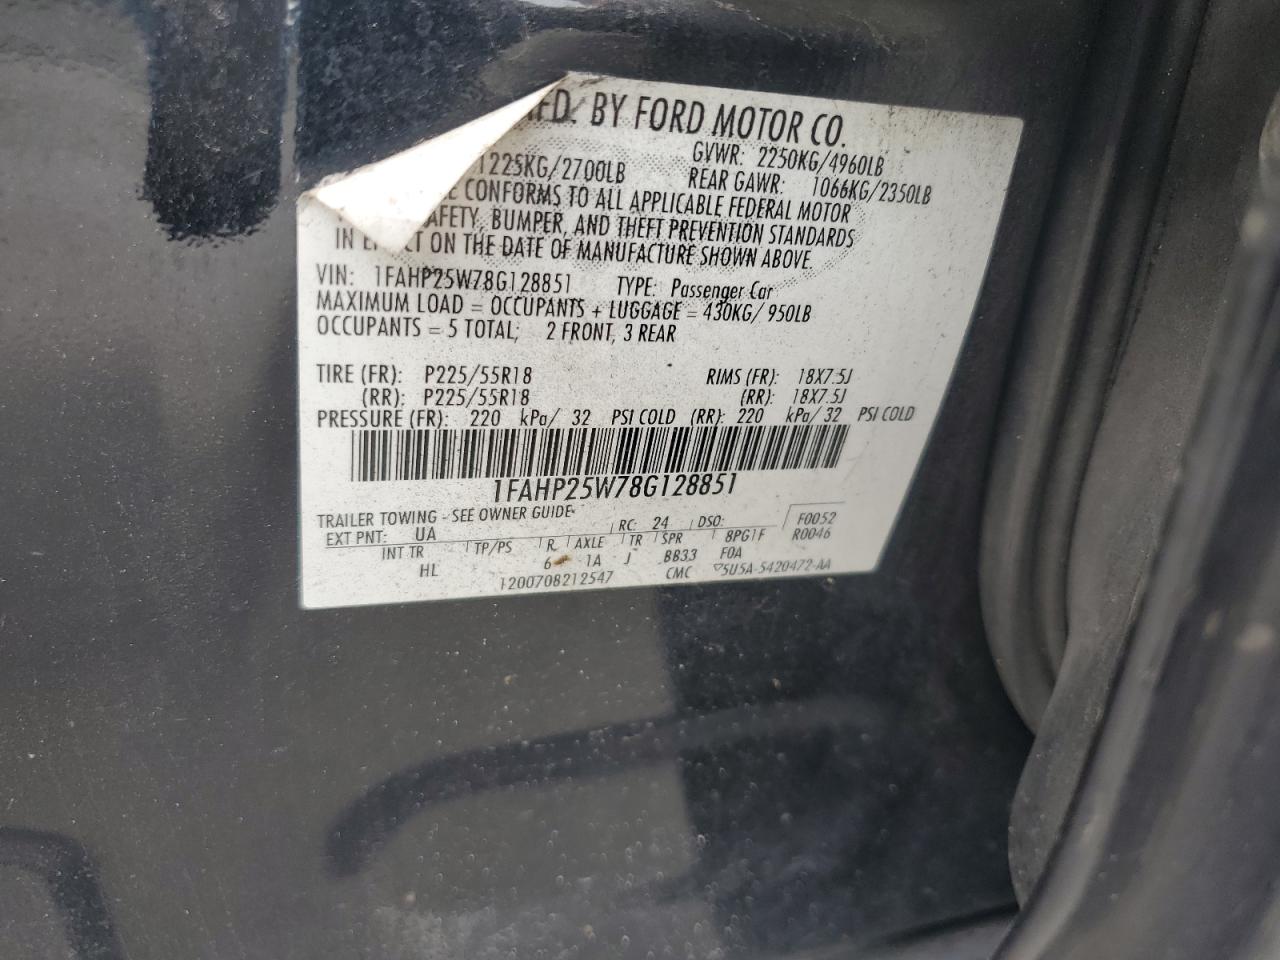 MFD. BY FORD MOTOR CO.
GVWR: 2250KG/4960LB
1225KG/2700LB REAR GAWR: 1066KG/2350LB
CONFORMS TO ALL APPLICABLE FEDERAL MOTOR
BUMPER, AND THEFT PREVENTION STANDARDS
IN ON THE DATE OF MANUFACTURE SHOWN ABOVE.
VIN: 1FAHP25W78G128851 TYPE: Passenger Car
MAXIMUM LOAD = OCCUPANTS + LUGGAGE = 430KG/ 950LB
OCCUPANTS = 5 TOTAL; 2 FRONT, 3 REAR
TIRE (FR): P225/55R18 RIMS (FR): 18X7.5J
(RR): P225/55R18 (RR): 18X7.5J
PRESSURE (FR): 220 kPa/ 32 PSI COLD (RR): 220 kPa/ 32 PSI COLD
1FAHP25W78G128851
TRAILER TOWING - SEE OWNER GUIDE
EXT PNT: UA RC: 24 DSO: F0052
R0046
INT TR TP/PS R AXLE TR SPR 8PG1F
HL 6 1A J BB33 F0A
1200708212547 CMC 5U5A-5420472-AA